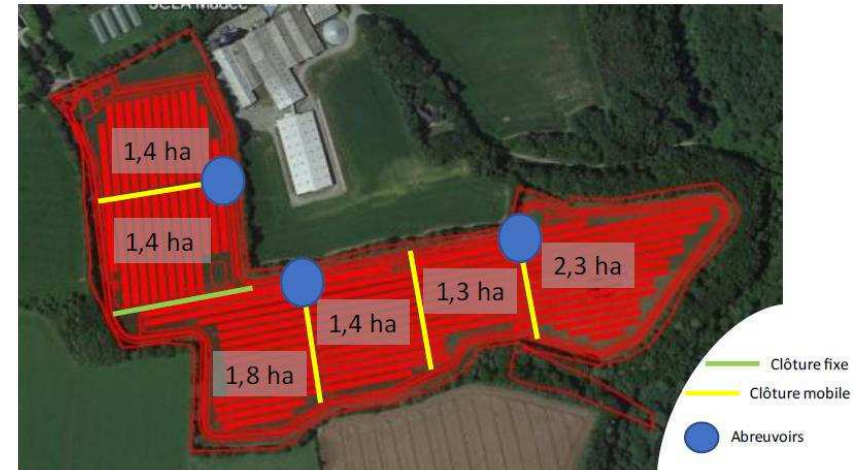 1,4 ha
1,4 ha
1,8 ha
1,4 ha
1,3 ha
2,3 ha
Clôture fixe
Clôture mobile
Abreuvoirs